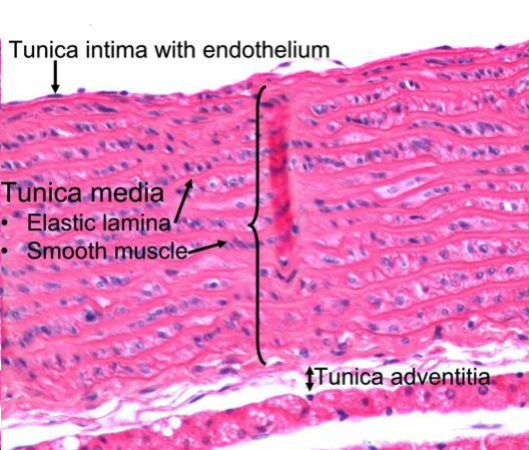 Tunica intima with endothelium
Tunica media
• Elastic lamina
• Smooth muscle
Tunica adventitia